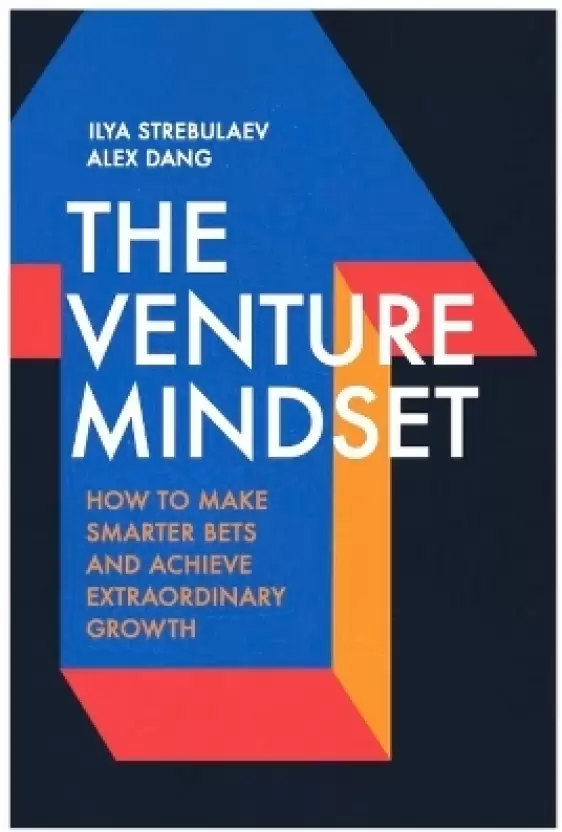 ILYA STREBULAEV
ALEX DANG
THE
VENTURE
MINDSET
HOW TO MAKE
SMARTER BETS
AND ACHIEVE
EXTRAORDINARY
GROWTH